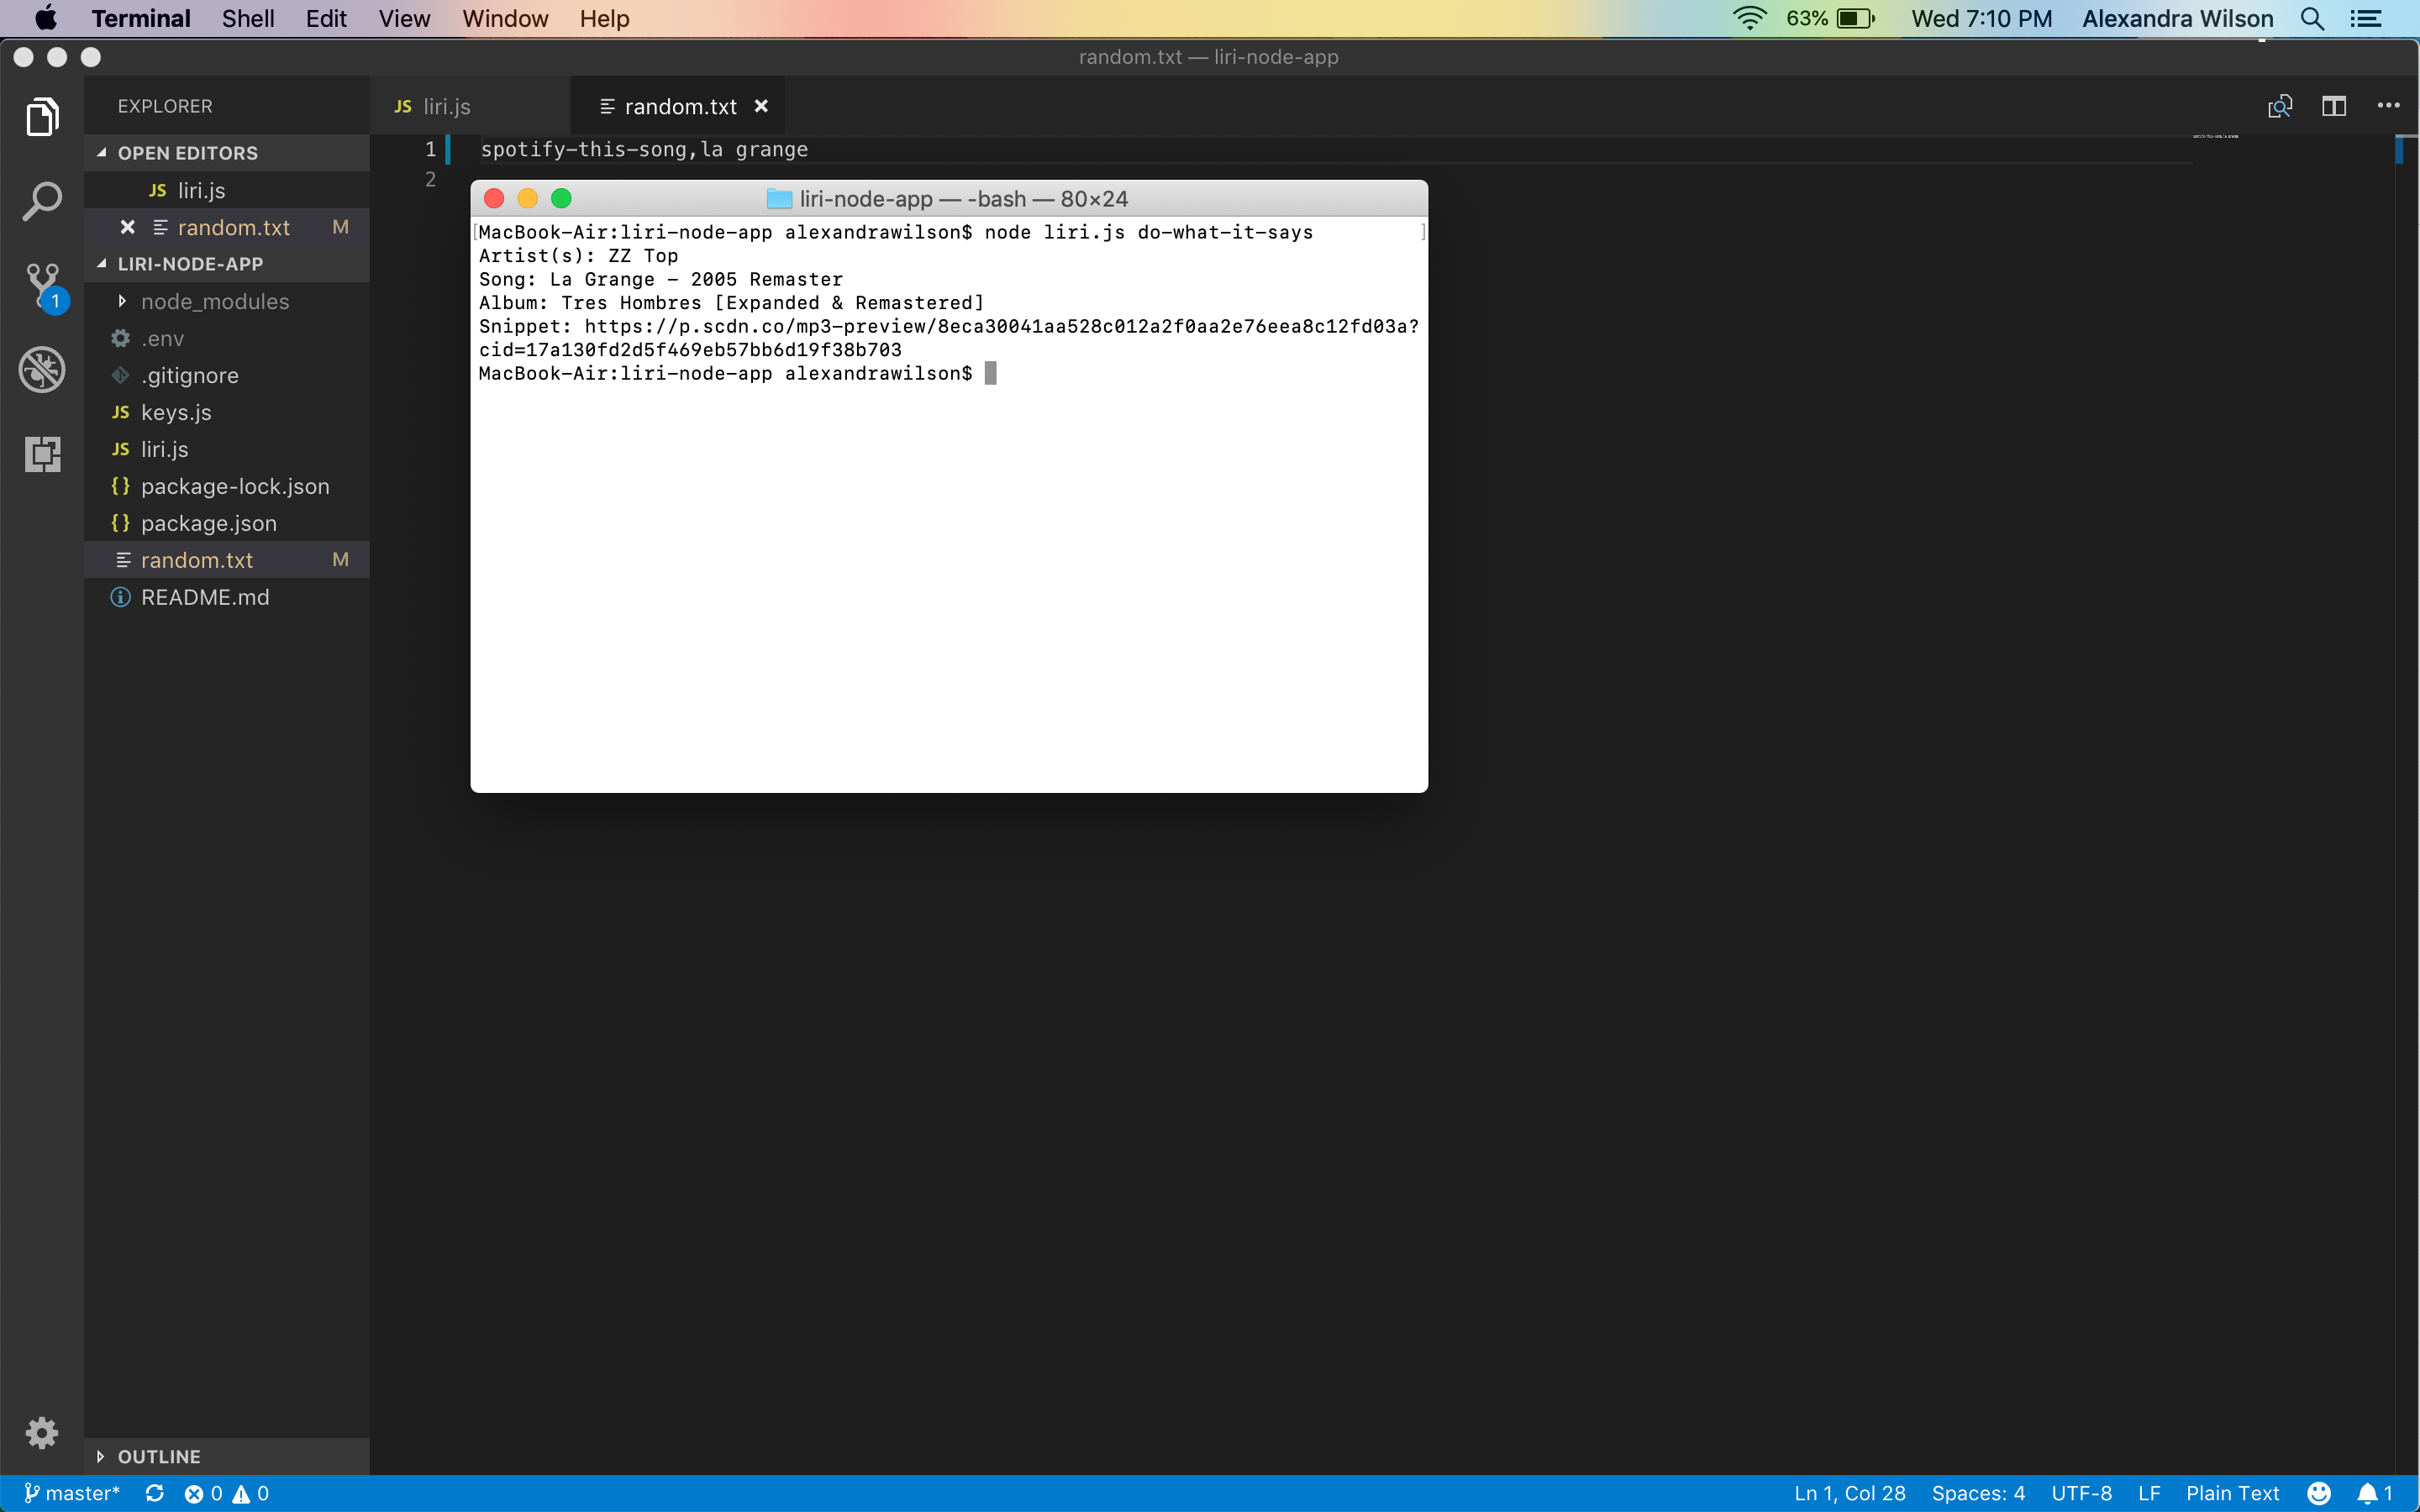 Terminal Shell Edit View Window Help 63% Wed 7:10 PM Alexandra Wilson
random.txt — liri-node-app
EXPLORER
JS liri.js
random.txt
OPEN EDITORS
JS liri.js
random.txt M
LIRI-NODE-APP
node_modules
.env
.gitignore
JS keys.js
JS liri.js
{} package-lock.json
{} package.json
random.txt M
README.md
OUTLINE
1
1 spotify-this-song,la grange
2
liri-node-app — -bash — 80×24
[MacBook-Air:liri-node-app alexandrawilson$ node liri.js do-what-it-says ]
Artist(s): ZZ Top
Song: La Grange - 2005 Remaster
Album: Tres Hombres [Expanded & Remastered]
Snippet: https://p.scdn.co/mp3-preview/8eca30041aa528c012a2f0aa2e76eea8c12fd03a?
cid=17a130fd2d5f469eb57bb6d19f38b703
MacBook-Air:liri-node-app alexandrawilson$
master* 0 0 Ln 1, Col 28 Spaces: 4 UTF-8 LF Plain Text 1